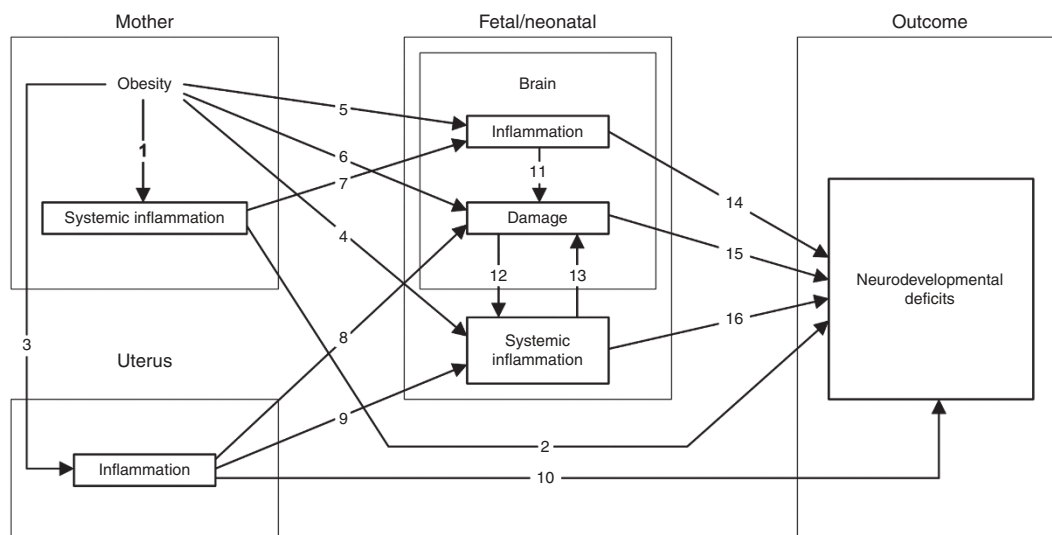 Mother
Fetal/neonatal
Outcome
Obesity
Brain
5
Inflammation
1
6
7
11
14
Systemic inflammation
Damage
4
15
12
13
Neurodevelopmental
deficits
16
3
8
Systemic
inflammation
Uterus
9
2
Inflammation
10